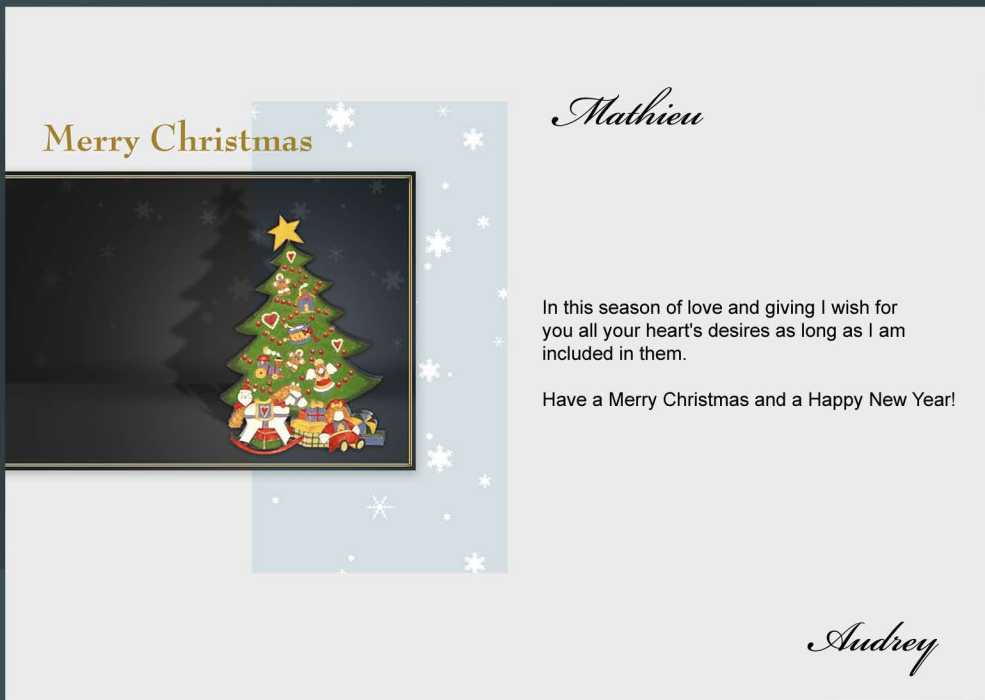 Merry Christmas
Mathieu
In this season of love and giving I wish for
you all your heart's desires as long as I am
included in them.
Have a Merry Christmas and a Happy New Year!
Audrey